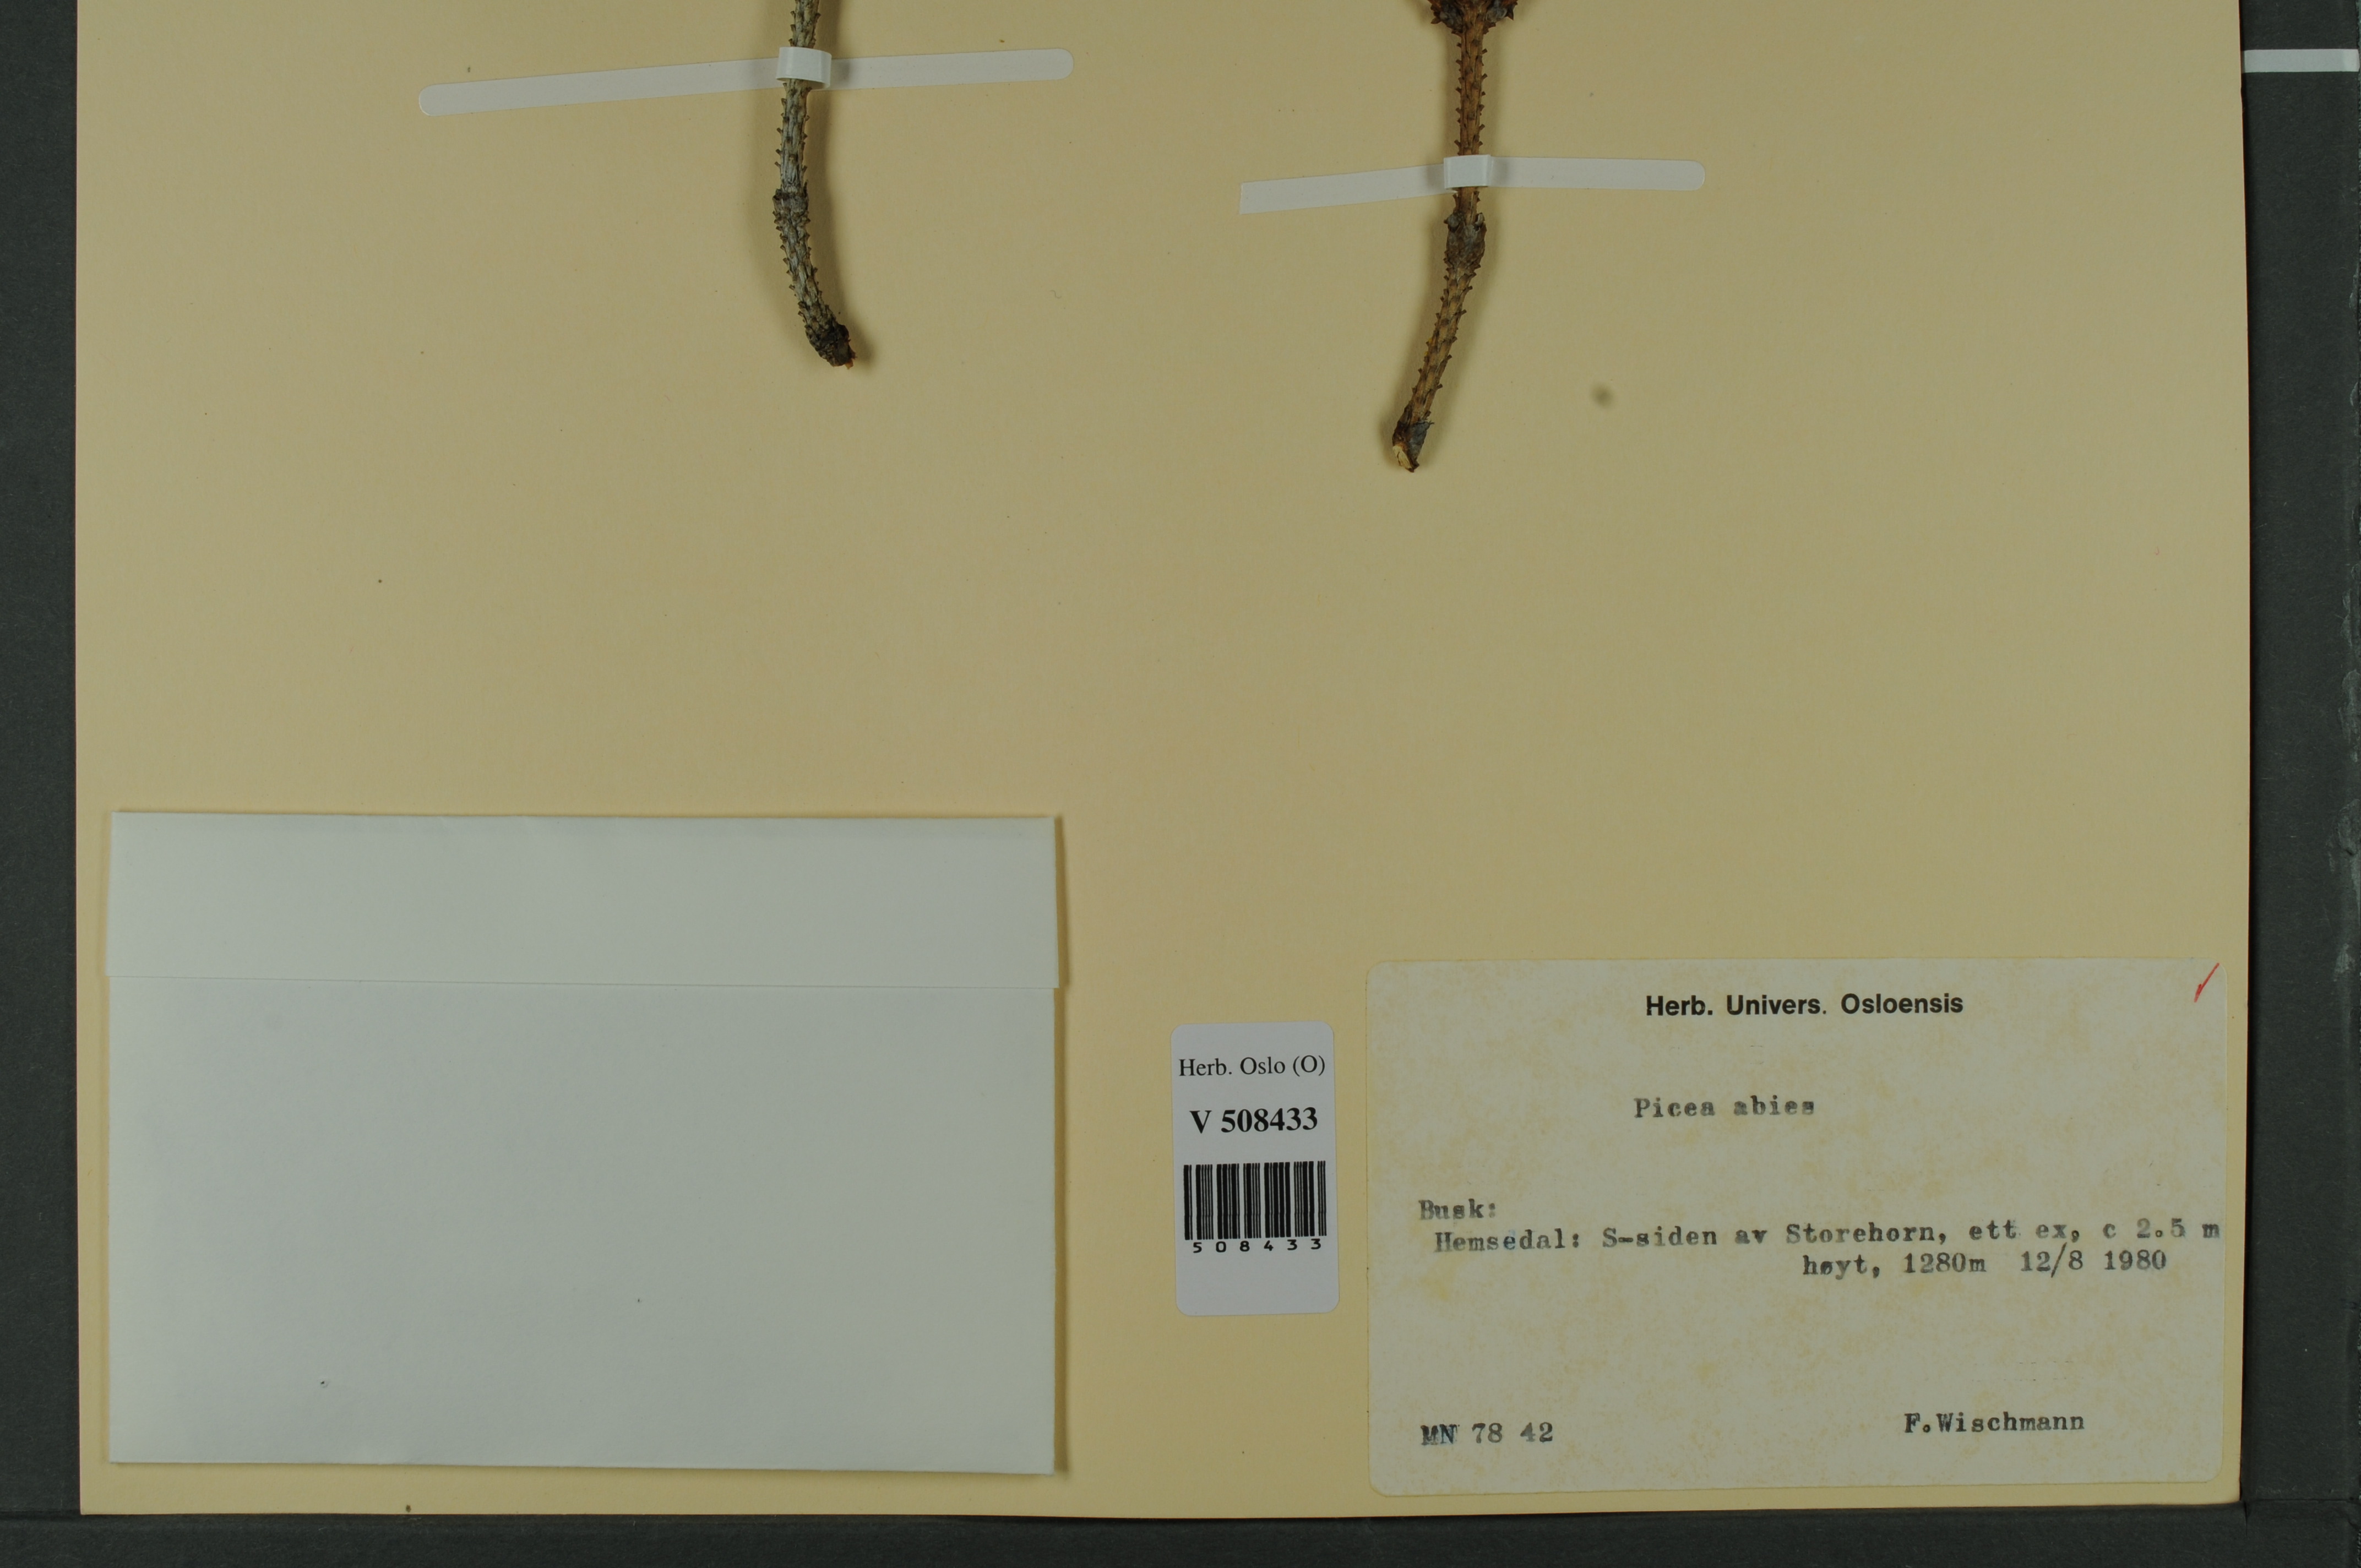 Herb. Oslo (O)
V 508433
508433
Herb. Univers. Osloensis
Picea abies
Busk:
Hemsedal: S-siden av Storehorn, ett ex, c 2.5 m
høyt, 1280m 12/8 1980
MN 78 42
F.Wischmann